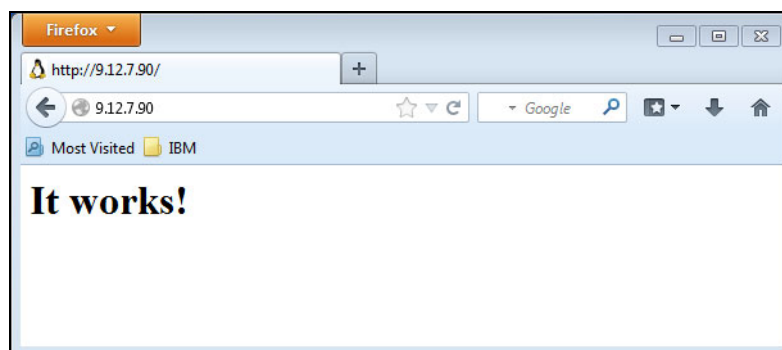 Firefox
http://9.12.7.90/
9.12.7.90
Google
Most Visited IBM
It works!